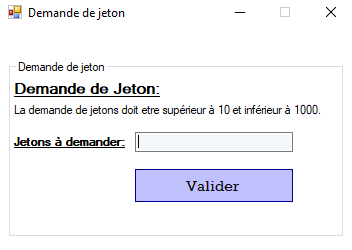 Demande de jeton
Demande de jeton
Demande de Jeton:
La demande de jetons doit etre supérieur à 10 et inférieur à 1000.
Jetons à demander:
Valider